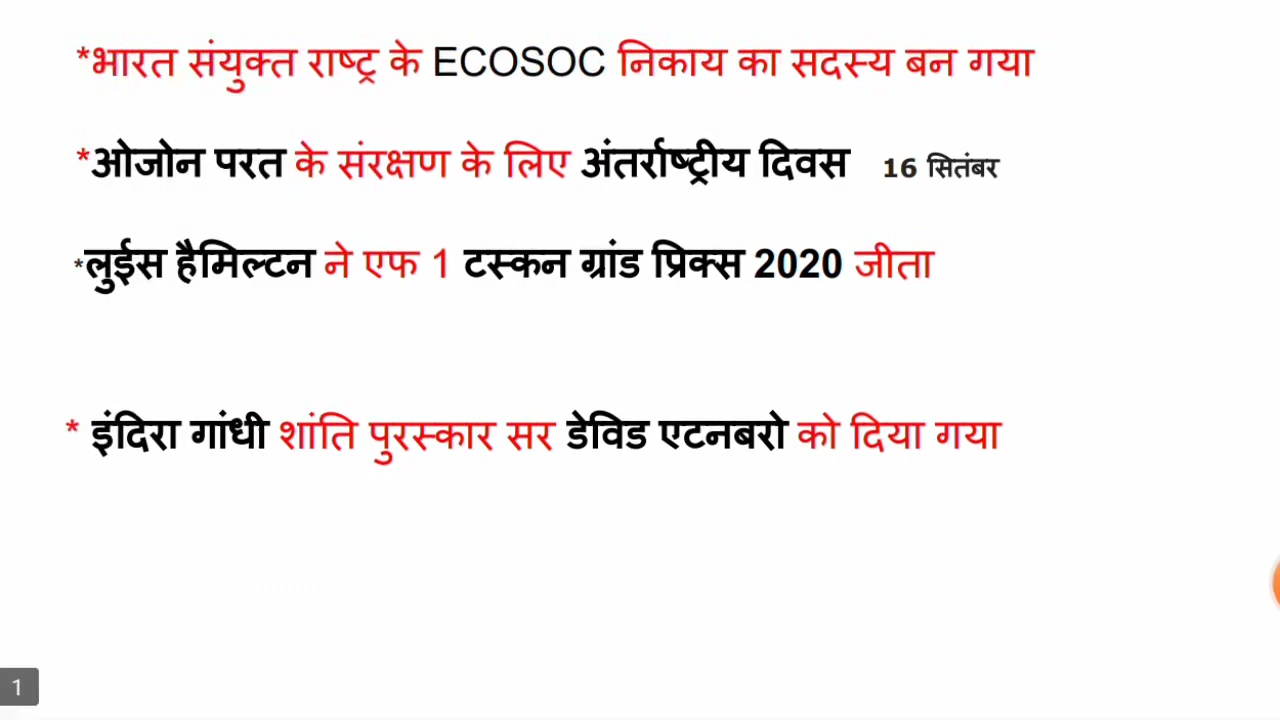 *भारत संयुक्त राष्ट्र के ECOSOC निकाय का सदस्य बन गया
*ओजोन परत के संरक्षण के लिए अंतर्राष्ट्रीय दिवस 16 सितंबर
*लुईस हैमिल्टन ने एफ 1 टस्कन ग्रांड प्रिक्स 2020 जीता
* इंदिरा गांधी शांति पुरस्कार सर डेविड एटनबरो को दिया गया
1